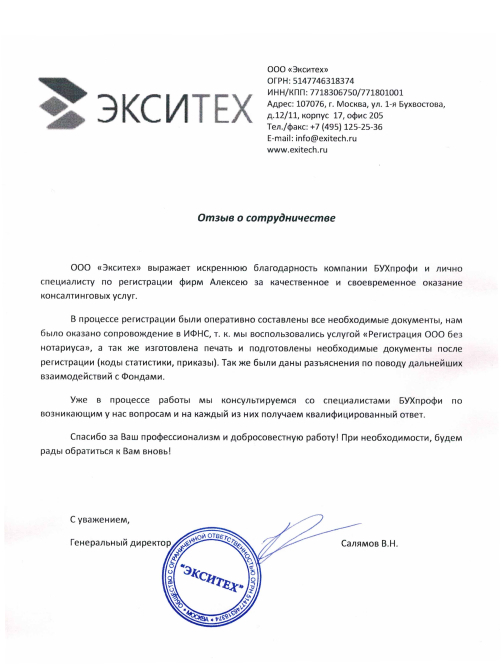 ЭКСИТЕХ
ООО «Экситех»
ОГРН: 5147746318374
ИНН/КПП: 7718306750/771801001
Адрес: 107076, г. Москва, ул. 1-я Бухвостова,
д.12/11, корпус 17, офис 205
Тел./факс: +7 (495) 125-25-36
E-mail: info@exitech.ru
www.exitech.ru
Отзыв о сотрудничестве
ООО «Экситех» выражает искреннюю благодарность компании БУХпрофи и лично
специалисту по регистрации фирм Алексею за качественное и своевременное оказание
консалтинговых услуг.
В процессе регистрации были оперативно составлены все необходимые документы, нам
было оказано сопровождение в ИФНС, т. к. мы воспользовались услугой «Регистрация ООО без
нотариуса», а так же изготовлена печать и подготовлены необходимые документы после
регистрации (коды статистики, приказы). Так же были даны разъяснения по поводу дальнейших
взаимодействий с Фондами.
Уже в процессе работы мы консультируемся со специалистами БУХпрофи по
возникающим у нас вопросам и на каждый из них получаем квалифицированный ответ.
Спасибо за Ваш профессионализм и добросовестную работу! При необходимости, будем
рады обратиться к Вам вновь!
С уважением,
Генеральный директор
Салямов В.Н.
ОБЩЕСТВО С ОГРАНИЧЕННОЙ ОТВЕТСТВЕННОСТЬЮ ОГРН 5147746318374
"ЭКСИТЕХ"
* МОСКВА *